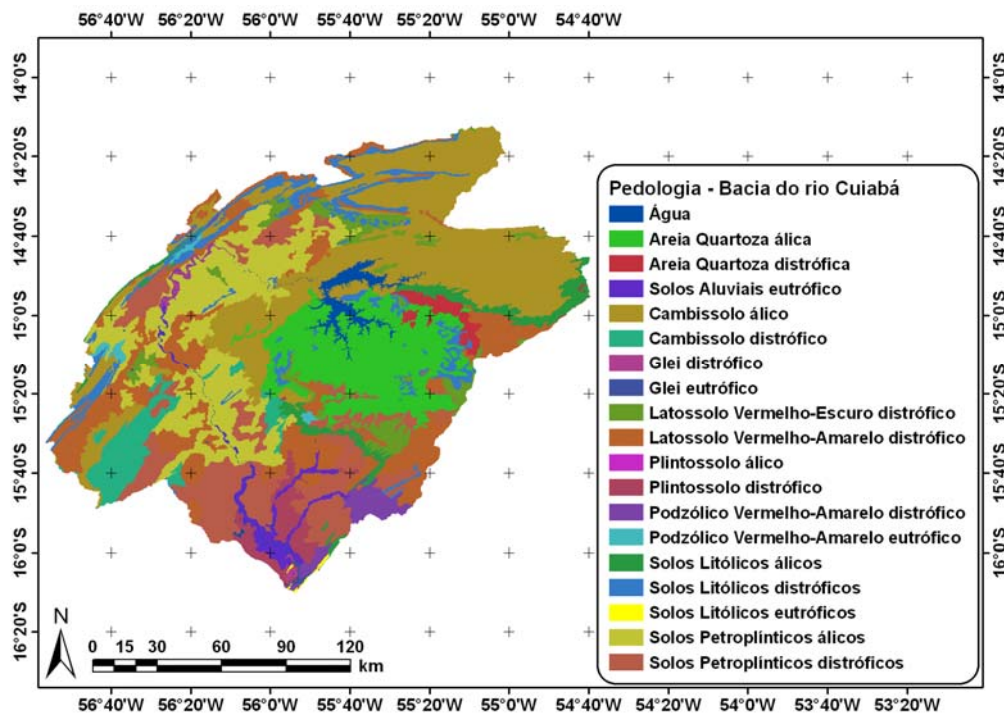 56°40'W 56°20'W 56°0'W 55°40'W 55°20'W 55°0'W 54°40'W
14°0'S 14°0'S
14°20'S 14°20'S
14°40'S 14°40'S
15°0'S 15°0'S
15°20'S 15°20'S
15°40'S 15°40'S
16°0'S 16°0'S
16°20'S 16°20'S
Pedologia - Bacia do rio Cuiabá
Água
Areia Quartoza álica
Areia Quartoza distrófica
Solos Aluviais eutrófico
Cambissolo álico
Cambissolo distrófico
Glei distrófico
Glei eutrófico
Latossolo Vermelho-Escuro distrófico
Latossolo Vermelho-Amarelo distrófico
Plintossolo álico
Plintossolo distrófico
Podzólico Vermelho-Amarelo distrófico
Podzólico Vermelho-Amarelo eutrófico
Solos Litólicos álicos
Solos Litólicos distróficos
Solos Litólicos eutróficos
Solos Petroplínticos álicos
Solos Petroplínticos distróficos
N
0 15 30 60 90 120
km
56°40'W 56°20'W 56°0'W 55°40'W 55°20'W 55°0'W 54°40'W 54°20'W 54°0'W 53°40'W 53°20'W